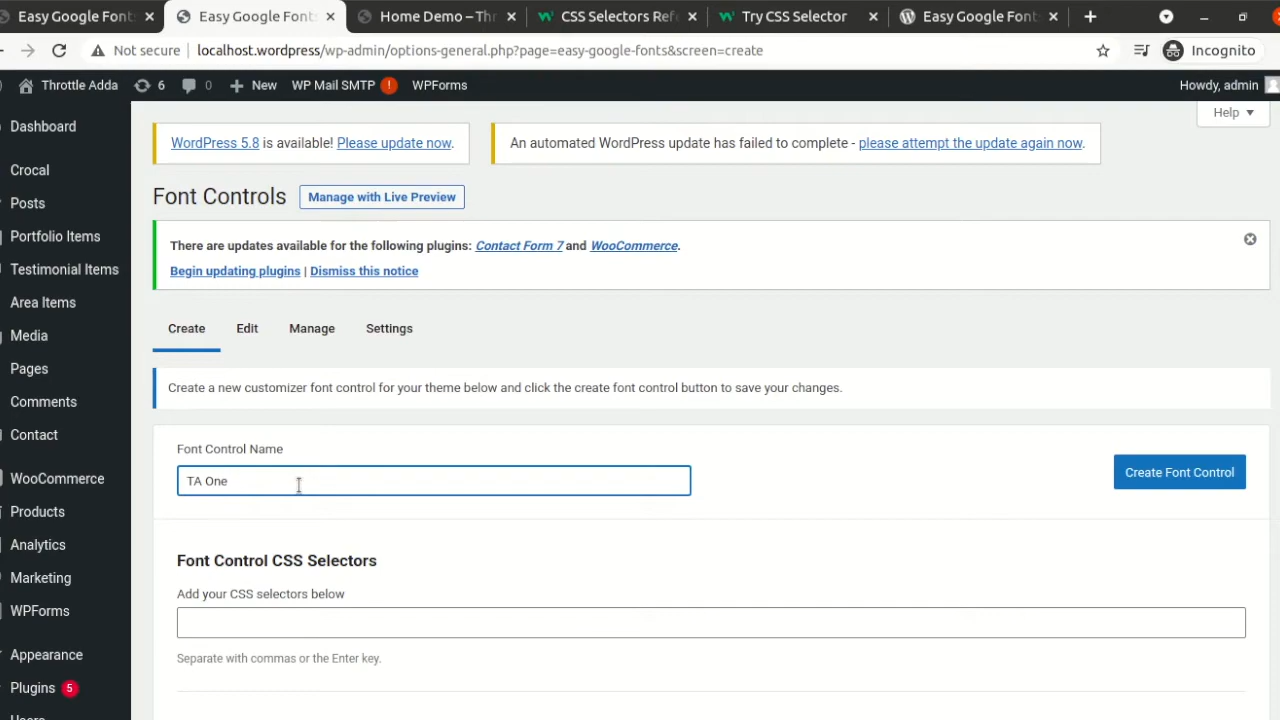 Easy Google Fonts
Easy Google Fonts
Home Demo – Thr
CSS Selectors Refe
Try CSS Selector
Easy Google Fonts
Not secure
localhost.wordpress/wp-admin/options-general.php?page=easy-google-fonts&screen=create
Incognito
Throttle Adda
6
0
New
WP Mail SMTP !
WPForms
Howdy, admin
Help
Dashboard
Crocal
Posts
Portfolio Items
Testimonial Items
Area Items
Media
Pages
Comments
Contact
WooCommerce
Products
Analytics
Marketing
WPForms
Appearance
Plugins 5
Users
WordPress 5.8 is available! Please update now.
An automated WordPress update has failed to complete - please attempt the update again now.
Font Controls
Manage with Live Preview
There are updates available for the following plugins: Contact Form 7 and WooCommerce.
Begin updating plugins | Dismiss this notice
Create Edit Manage Settings
Create a new customizer font control for your theme below and click the create font control button to save your changes.
Font Control Name
TA One
Create Font Control
Font Control CSS Selectors
Add your CSS selectors below
Separate with commas or the Enter key.